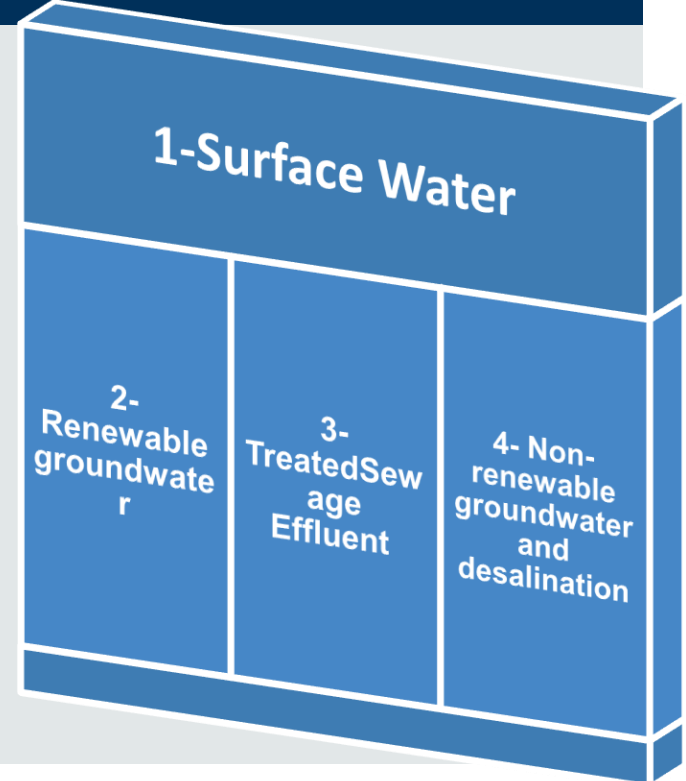 1-Surface Water
2-
Renewable
groundwate
r
3-
TreatedSew
age
Effluent
4- Non-
renewable
groundwater
and
desalination